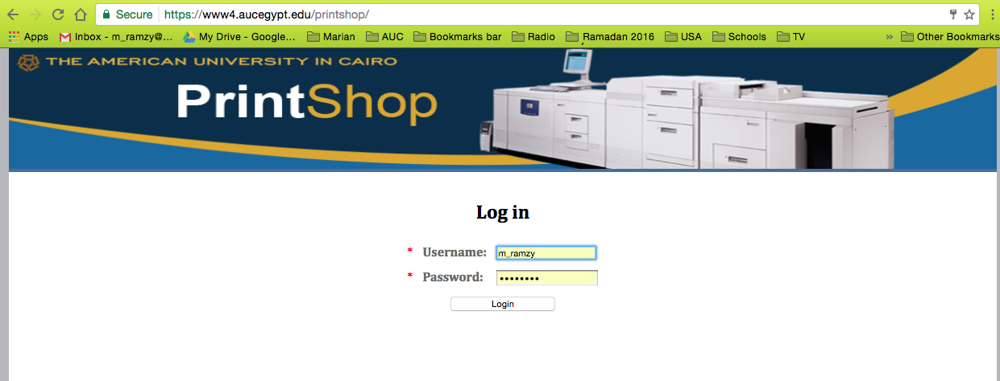 Secure https://www4.aucegypt.edu/printshop/
Apps Inbox - m_ramzy@... My Drive - Google... Marian AUC Bookmarks bar Radio Ramadan 2016 USA Schools TV » Other Bookmarks
THE AMERICAN UNIVERSITY IN CAIRO
PrintShop
Log in
* Username: m_ramzy
* Password: ••••••••
Login